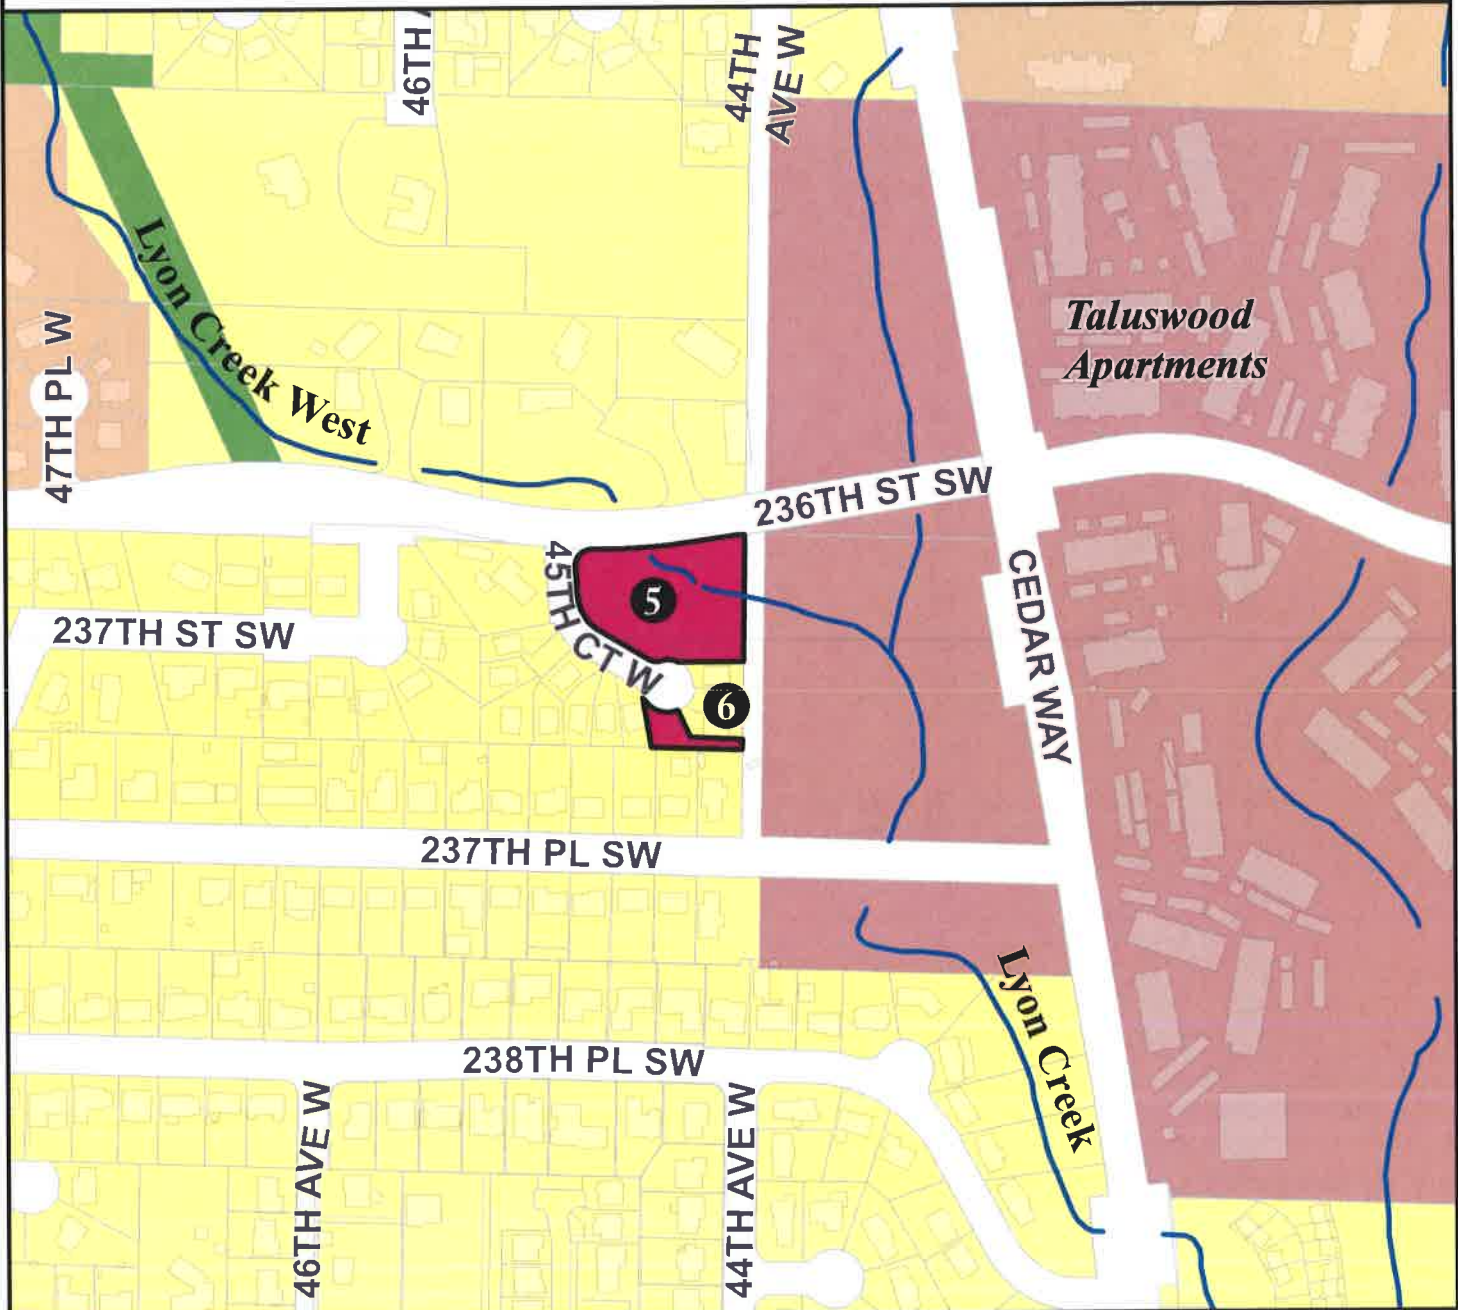 46TH
44TH
AVE W
Lyon Creek West
Taluswood
Apartments
47TH PL W
236TH ST SW
45TH CT W
5
CEDAR WAY
237TH ST SW
6
237TH PL SW
Lyon Creek
238TH PL SW
46TH AVE W
44TH AVE W